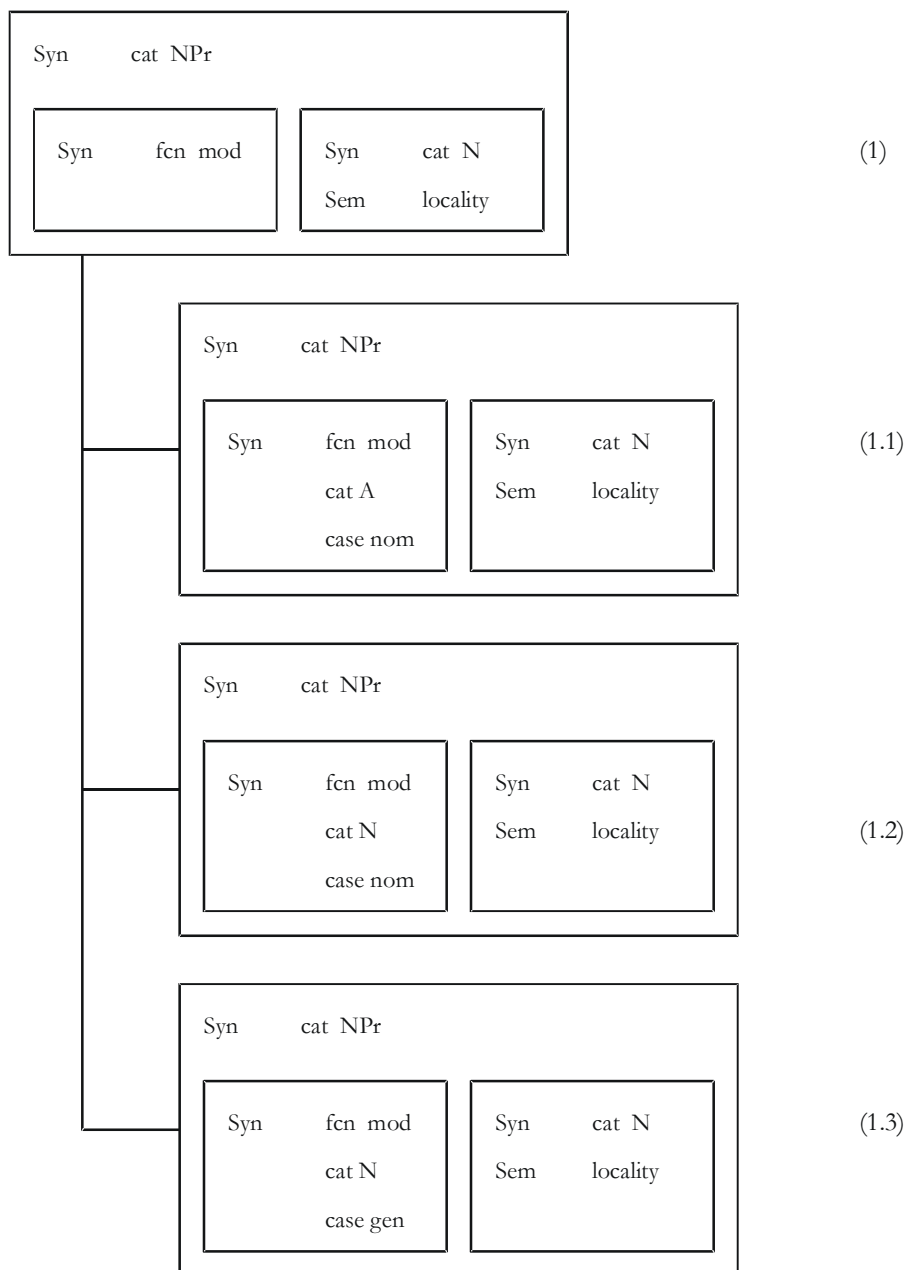 Syn cat NPr
Syn fcn mod Syn cat N (1)
Sem locality
Syn cat NPr
Syn fcn mod Syn cat N (1.1)
cat A Sem locality
case nom
Syn cat NPr
Syn fcn mod Syn cat N
cat N Sem locality (1.2)
case nom
Syn cat NPr
Syn fcn mod Syn cat N (1.3)
cat N Sem locality
case gen